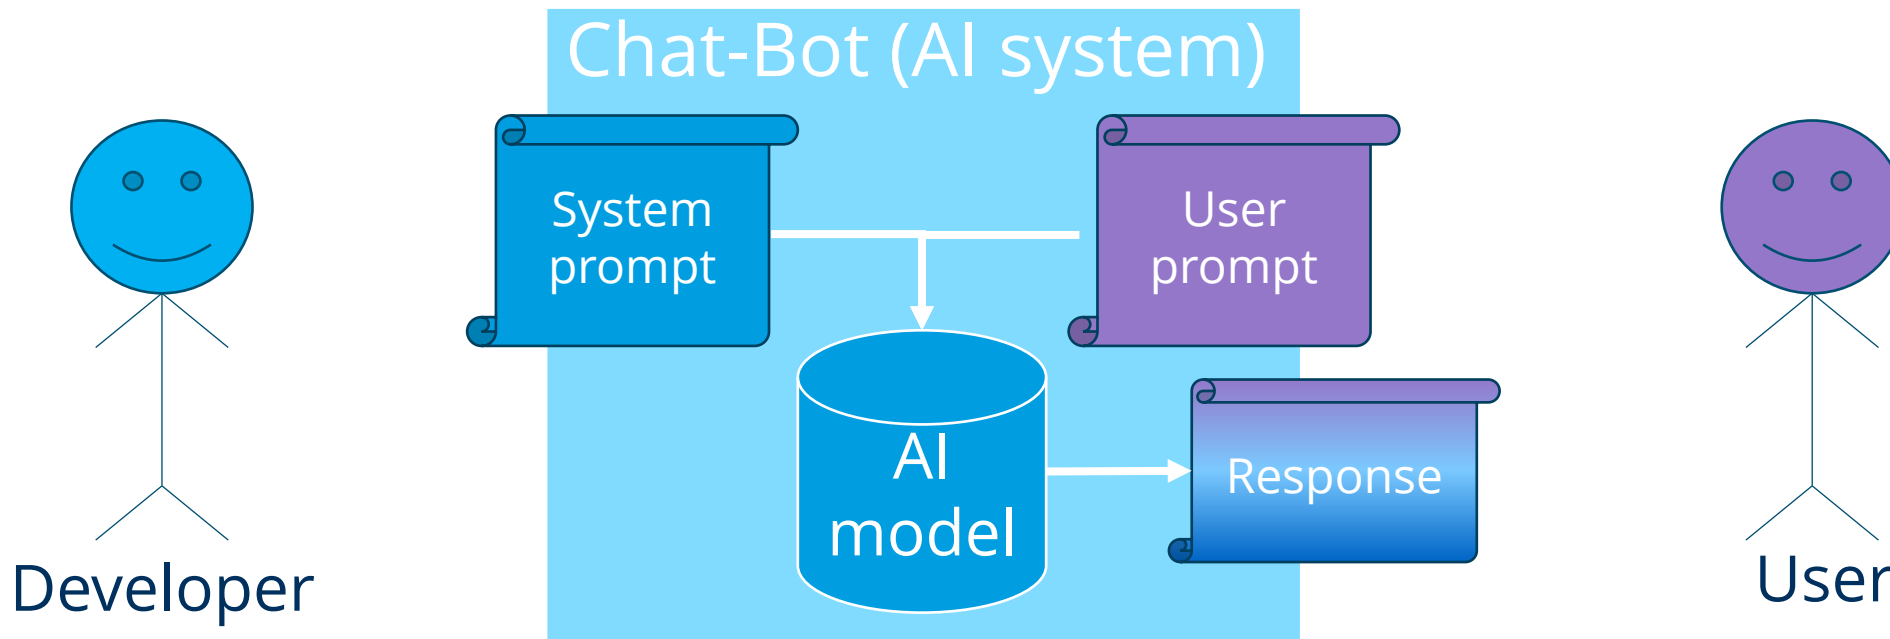 Chat-Bot (AI system)
System
prompt
User
prompt
AI
model
Response
Developer
User